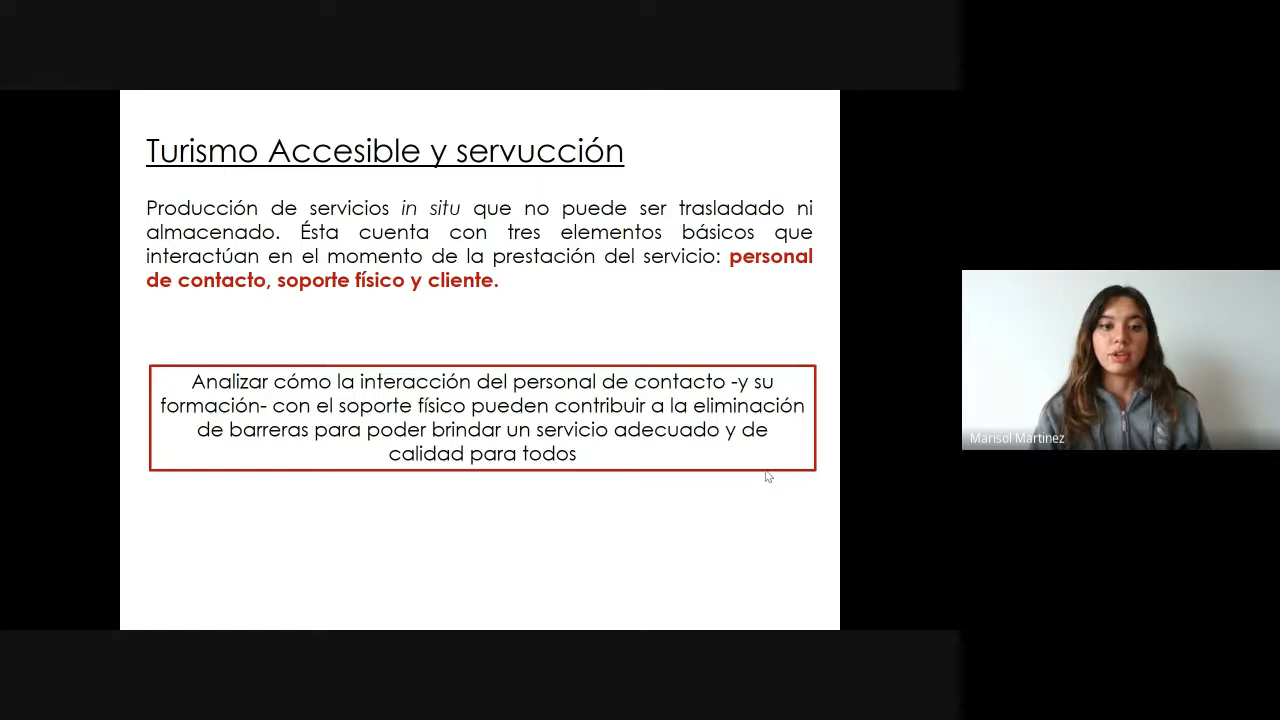 Turismo Accesible y servucción
Producción de servicios in situ que no puede ser trasladado ni
almacenado. Ésta cuenta con tres elementos básicos que
interactúan en el momento de la prestación del servicio: personal
de contacto, soporte físico y cliente.
Analizar cómo la interacción del personal de contacto -y su
formación- con el soporte físico pueden contribuir a la eliminación
de barreras para poder brindar un servicio adecuado y de
calidad para todos
Marisol Martinez